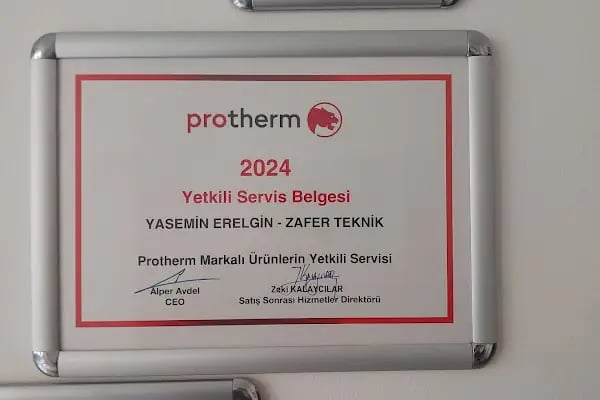 protherm
2024
Yetkili Servis Belgesi
YASEMİN ERELGİN - ZAFER TEKNİK
Protherm Markalı Ürünlerin Yetkili Servisi
Alper Avdel
CEO
Zeki KALAYCILAR
Satış Sonrası Hizmetler Direktörü